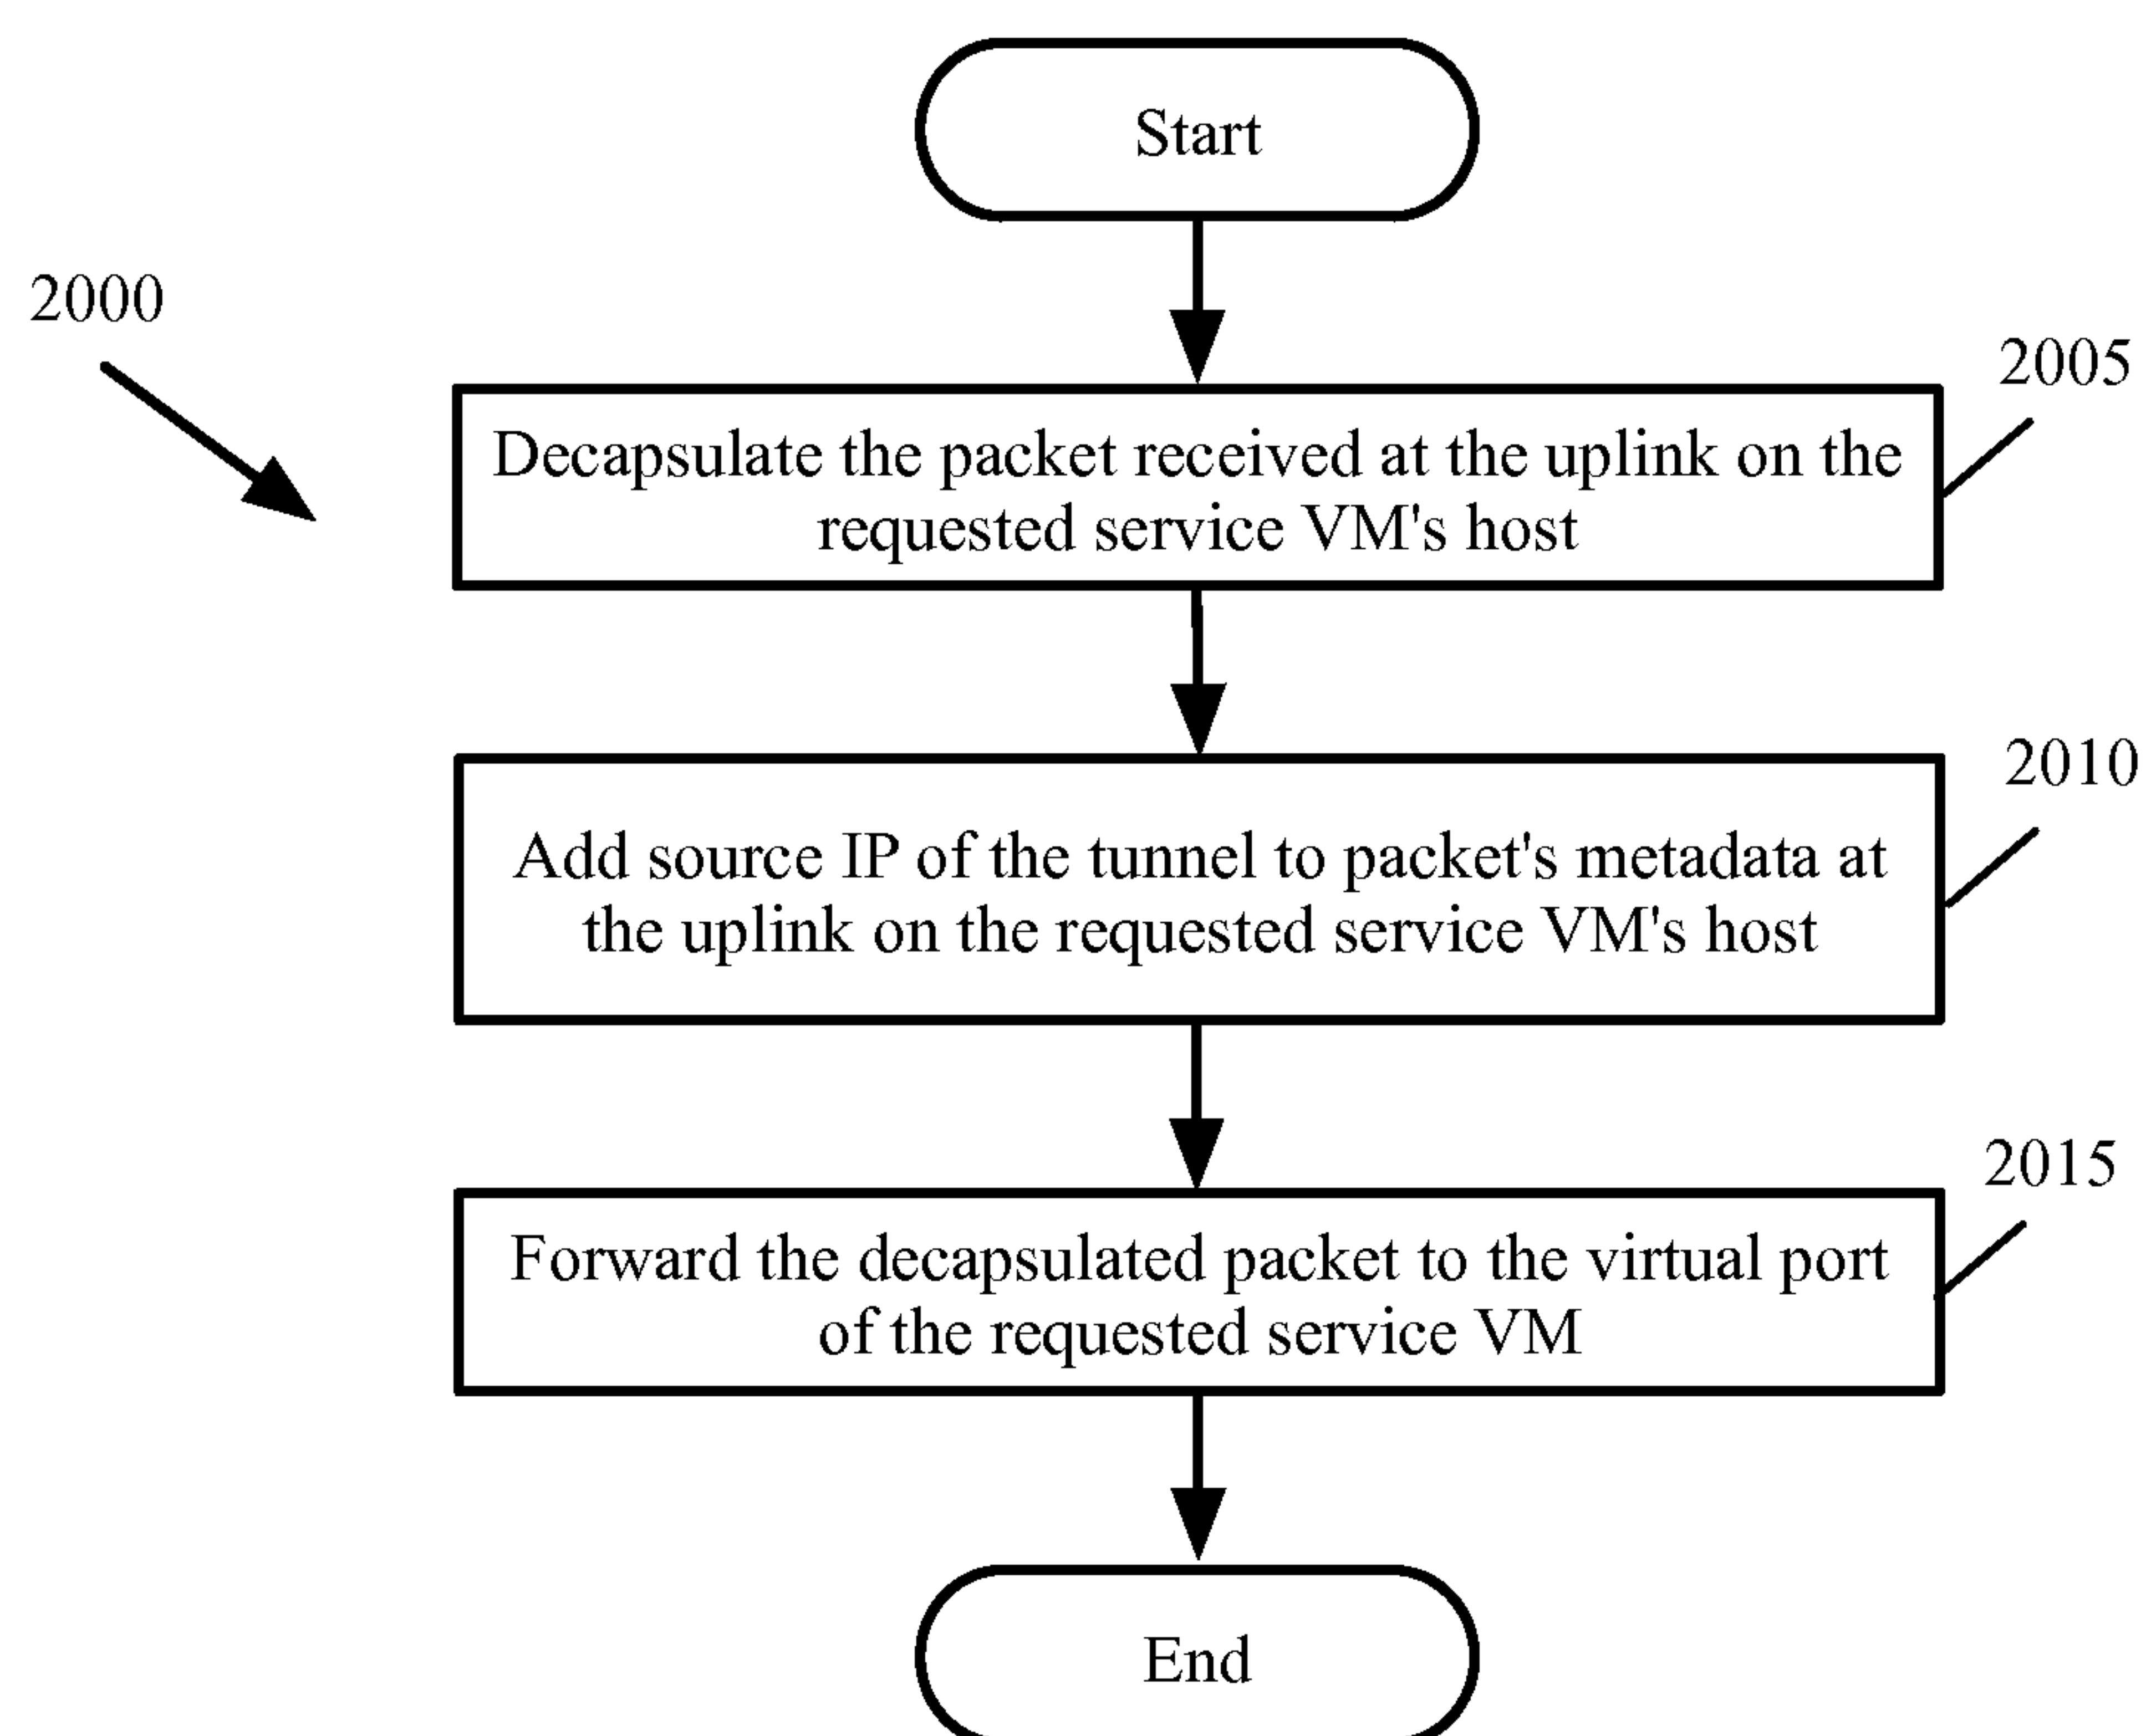 Start
2000
2005
Decapsulate the packet received at the uplink on the
requested service VM's host
2010
Add source IP of the tunnel to packet's metadata at
the uplink on the requested service VM's host
2015
Forward the decapsulated packet to the virtual port
of the requested service VM
End